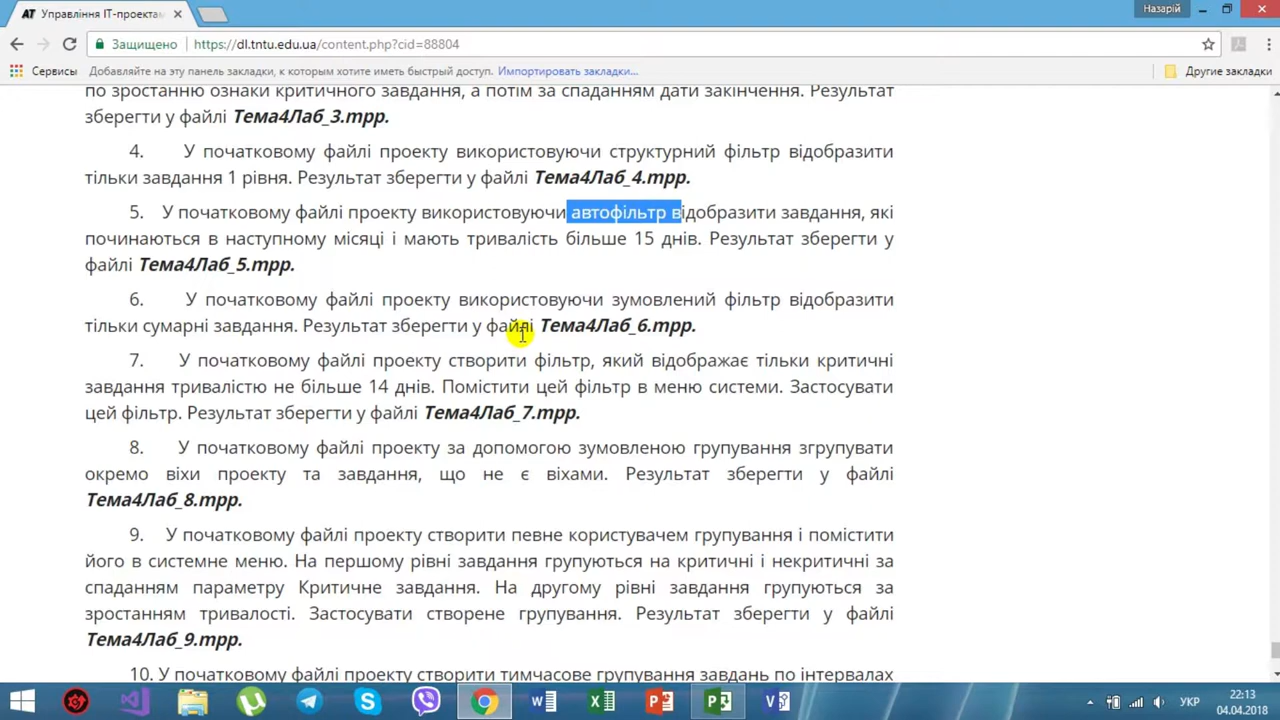 Управління ІТ-проектам
Назарій
Защищено
https://dl.tntu.edu.ua/content.php?cid=88804
Сервисы
Добавляйте на эту панель закладки, к которым хотите иметь быстрый доступ. Импортировать закладки...
Другие закладки
по зростанню ознаки критичного завдання, а потім за спаданням дати закінчення. Результат
зберегти у файлі Тема4Лаб_3.mpp.
4. У початковому файлі проекту використовуючи структурний фільтр відобразити
тільки завдання 1 рівня. Результат зберегти у файлі Тема4Лаб_4.mpp.
5. У початковому файлі проекту використовуючи автофільтр відобразити завдання, які
починаються в наступному місяці і мають тривалість більше 15 днів. Результат зберегти у
файлі Тема4Лаб_5.mpp.
6. У початковому файлі проекту використовуючи зумовлений фільтр відобразити
тільки сумарні завдання. Результат зберегти у файлі Тема4Лаб_6.mpp.
7. У початковому файлі проекту створити фільтр, який відображає тільки критичні
завдання тривалістю не більше 14 днів. Помістити цей фільтр в меню системи. Застосувати
цей фільтр. Результат зберегти у файлі Тема4Лаб_7.mpp.
8. У початковому файлі проекту за допомогою зумовленою групування згрупувати
окремо віхи проекту та завдання, що не є віхами. Результат зберегти у файлі
Тема4Лаб_8.mpp.
9. У початковому файлі проекту створити певне користувачем групування і помістити
його в системне меню. На першому рівні завдання групуються на критичні і некритичні за
спаданням параметру Критичне завдання. На другому рівні завдання групуються за
зростанням тривалості. Застосувати створене групування. Результат зберегти у файлі
Тема4Лаб_9.mpp.
10. У початковому файлі проекту створити тимчасове групування завдань по інтервалах
УКР
22:13
04.04.2018